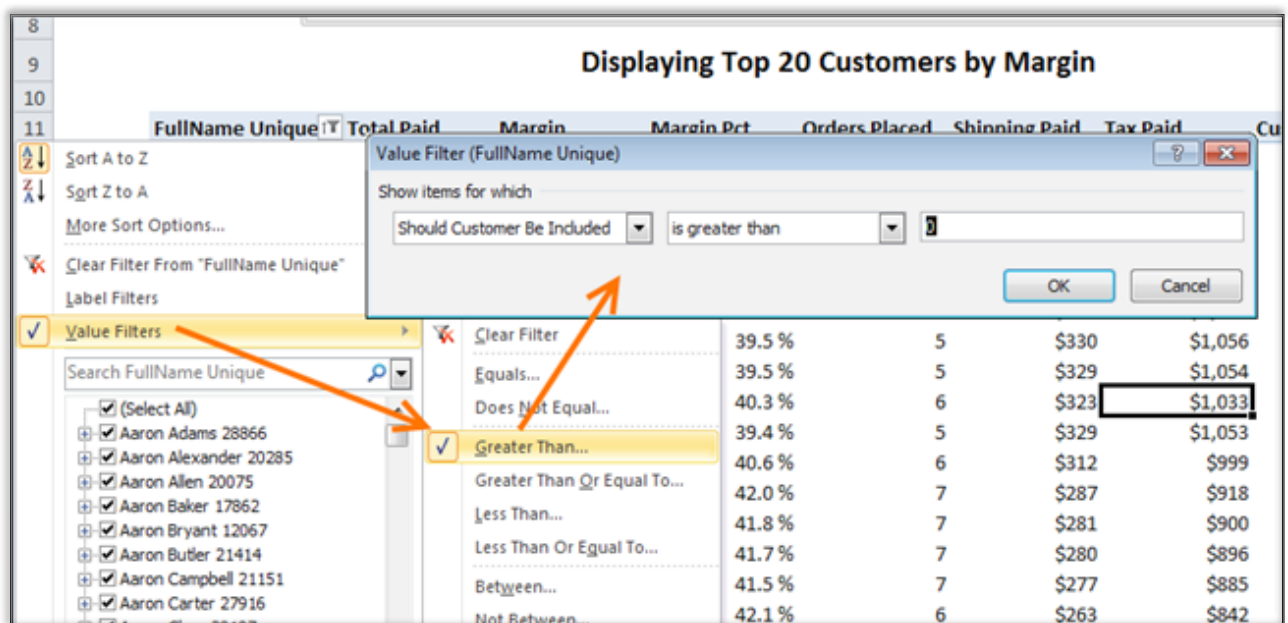 8
9
Displaying Top 20 Customers by Margin
10
11 FullName Unique Total Paid Margin Margin Pct Orders Placed Shipping Paid Tax Paid Cu
Value Filter (FullName Unique)
Show items for which
Should Customer Be Included is greater than 0
OK Cancel
Sort A to Z
Sort Z to A
More Sort Options...
Clear Filter From "FullName Unique"
Label Filters
Value Filters
Search FullName Unique
(Select All)
Aaron Adams 28866
Aaron Alexander 20285
Aaron Allen 20075
Aaron Baker 17862
Aaron Bryant 12067
Aaron Butler 21414
Aaron Campbell 21151
Aaron Carter 27916
Clear Filter
Equals...
Does Not Equal...
Greater Than...
Greater Than Or Equal To...
Less Than...
Less Than Or Equal To...
Between...
Not Between...
39.5 % 5 $330 $1,056
39.5 % 5 $329 $1,054
40.3 % 6 $323 $1,033
39.4 % 5 $329 $1,053
40.6 % 6 $312 $999
42.0 % 7 $287 $918
41.8 % 7 $281 $900
41.7 % 7 $280 $896
41.5 % 7 $277 $885
42.1 % 6 $263 $842